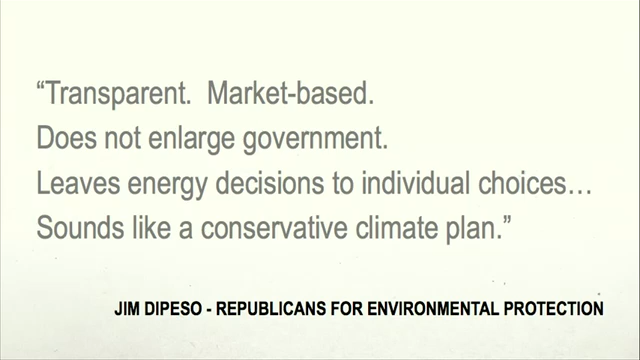 “Transparent.  Market-based.
Does not enlarge government.
Leaves energy decisions to individual choices…
Sounds like a conservative climate plan.”
JIM DIPESO - REPUBLICANS FOR ENVIRONMENTAL PROTECTION